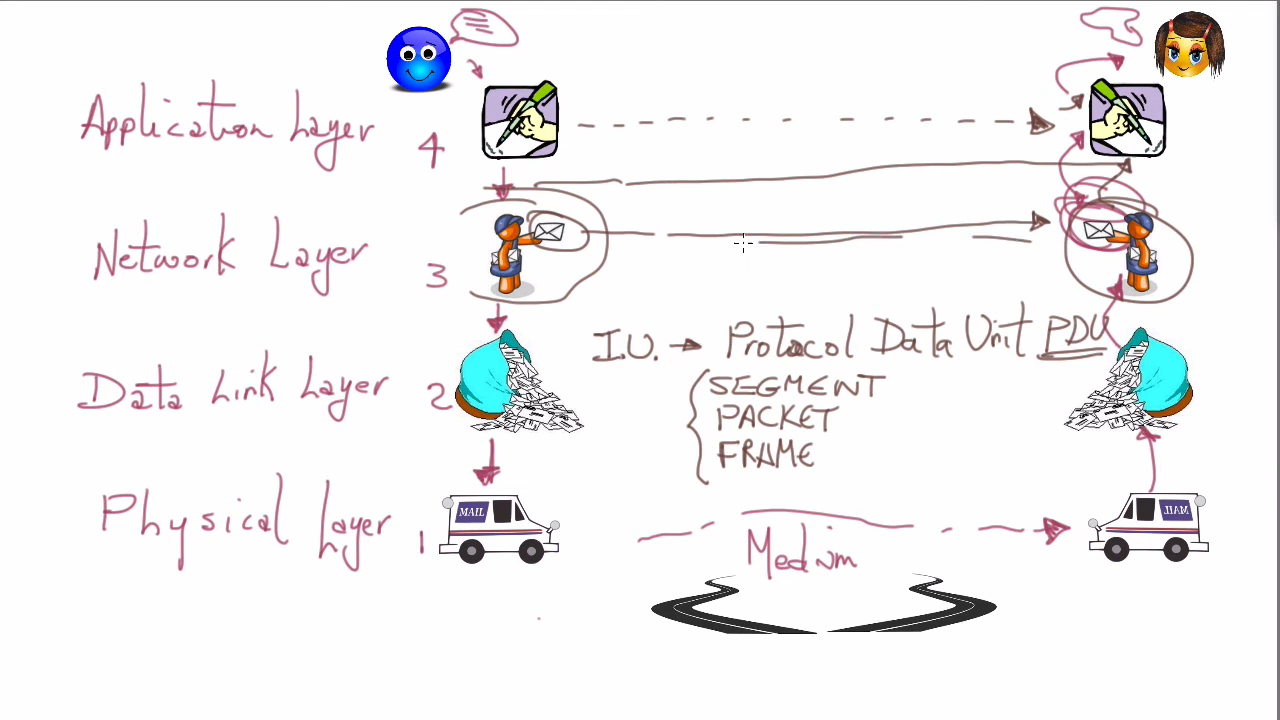 Application Layer 4
Network Layer 3
I.U. → Protocol Data Unit PDU
Data Link Layer 2
SEGMENT
PACKET
FRAME
Physical Layer 1
MAIL
MAIL
Medium